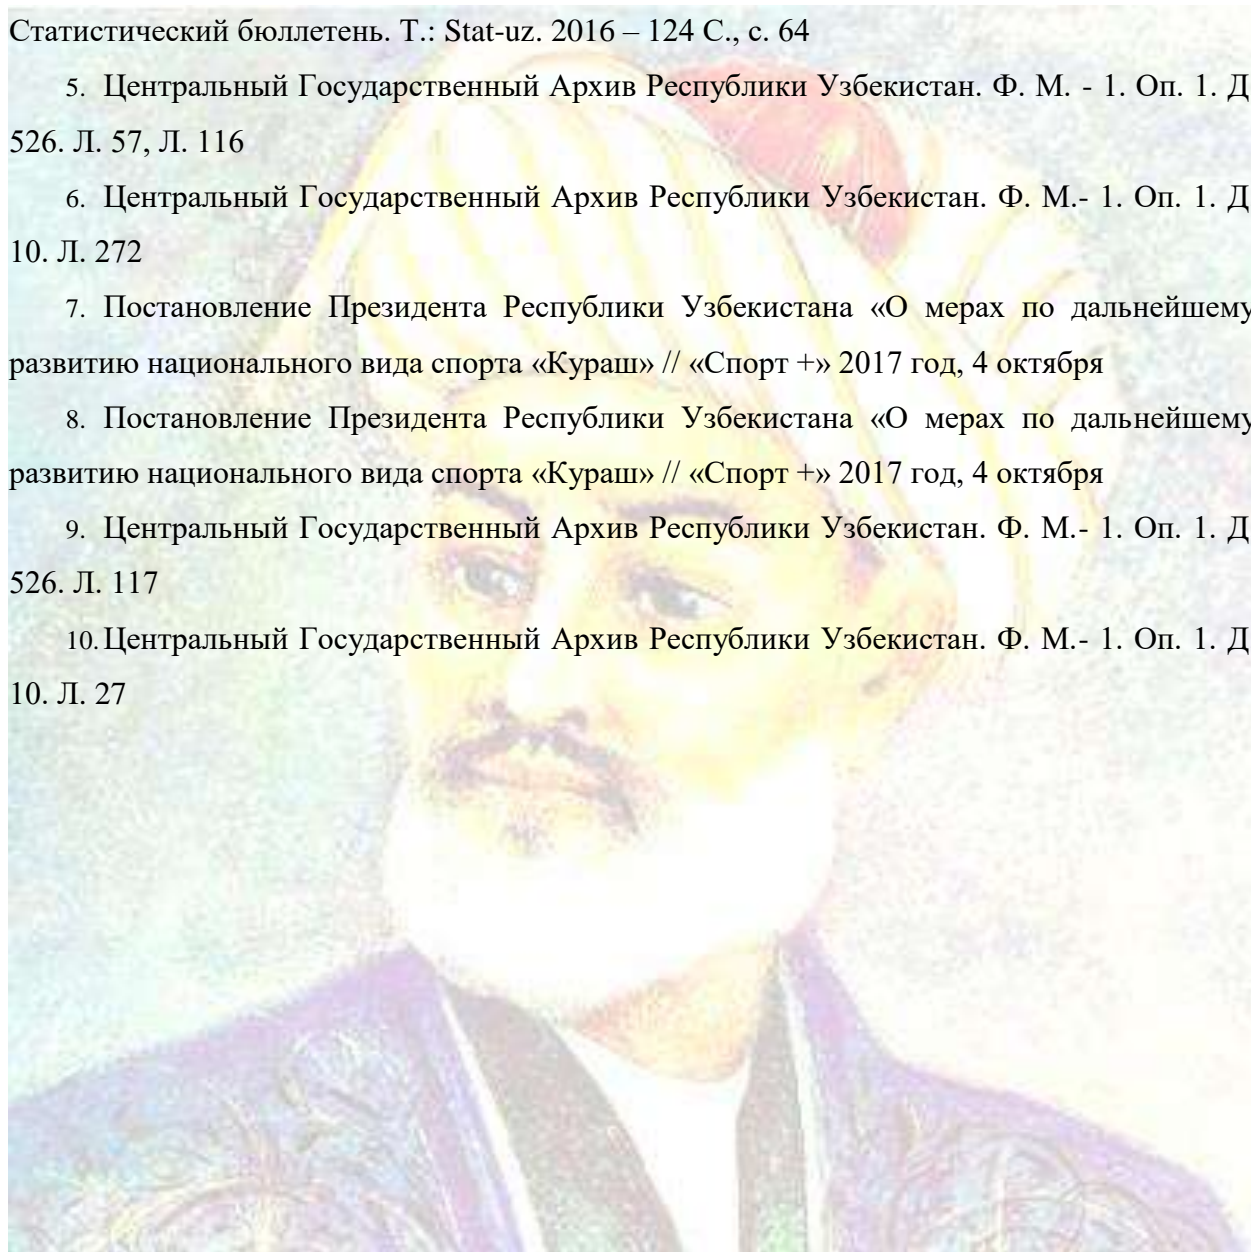 Статистический бюллетень. Т.: Stat-uz. 2016 – 124 С., с. 64
5. Центральный Государственный Архив Республики Узбекистан. Ф. М. - 1. Оп. 1. Д
526. Л. 57, Л. 116
6. Центральный Государственный Архив Республики Узбекистан. Ф. М.- 1. Оп. 1. Д
10. Л. 272
7. Постановление Президента Республики Узбекистана «О мерах по дальнейшему
развитию национального вида спорта «Кураш» // «Спорт +» 2017 год, 4 октября
8. Постановление Президента Республики Узбекистана «О мерах по дальнейшему
развитию национального вида спорта «Кураш» // «Спорт +» 2017 год, 4 октября
9. Центральный Государственный Архив Республики Узбекистан. Ф. М.- 1. Оп. 1. Д
526. Л. 117
10. Центральный Государственный Архив Республики Узбекистан. Ф. М.- 1. Оп. 1. Д
10. Л. 27